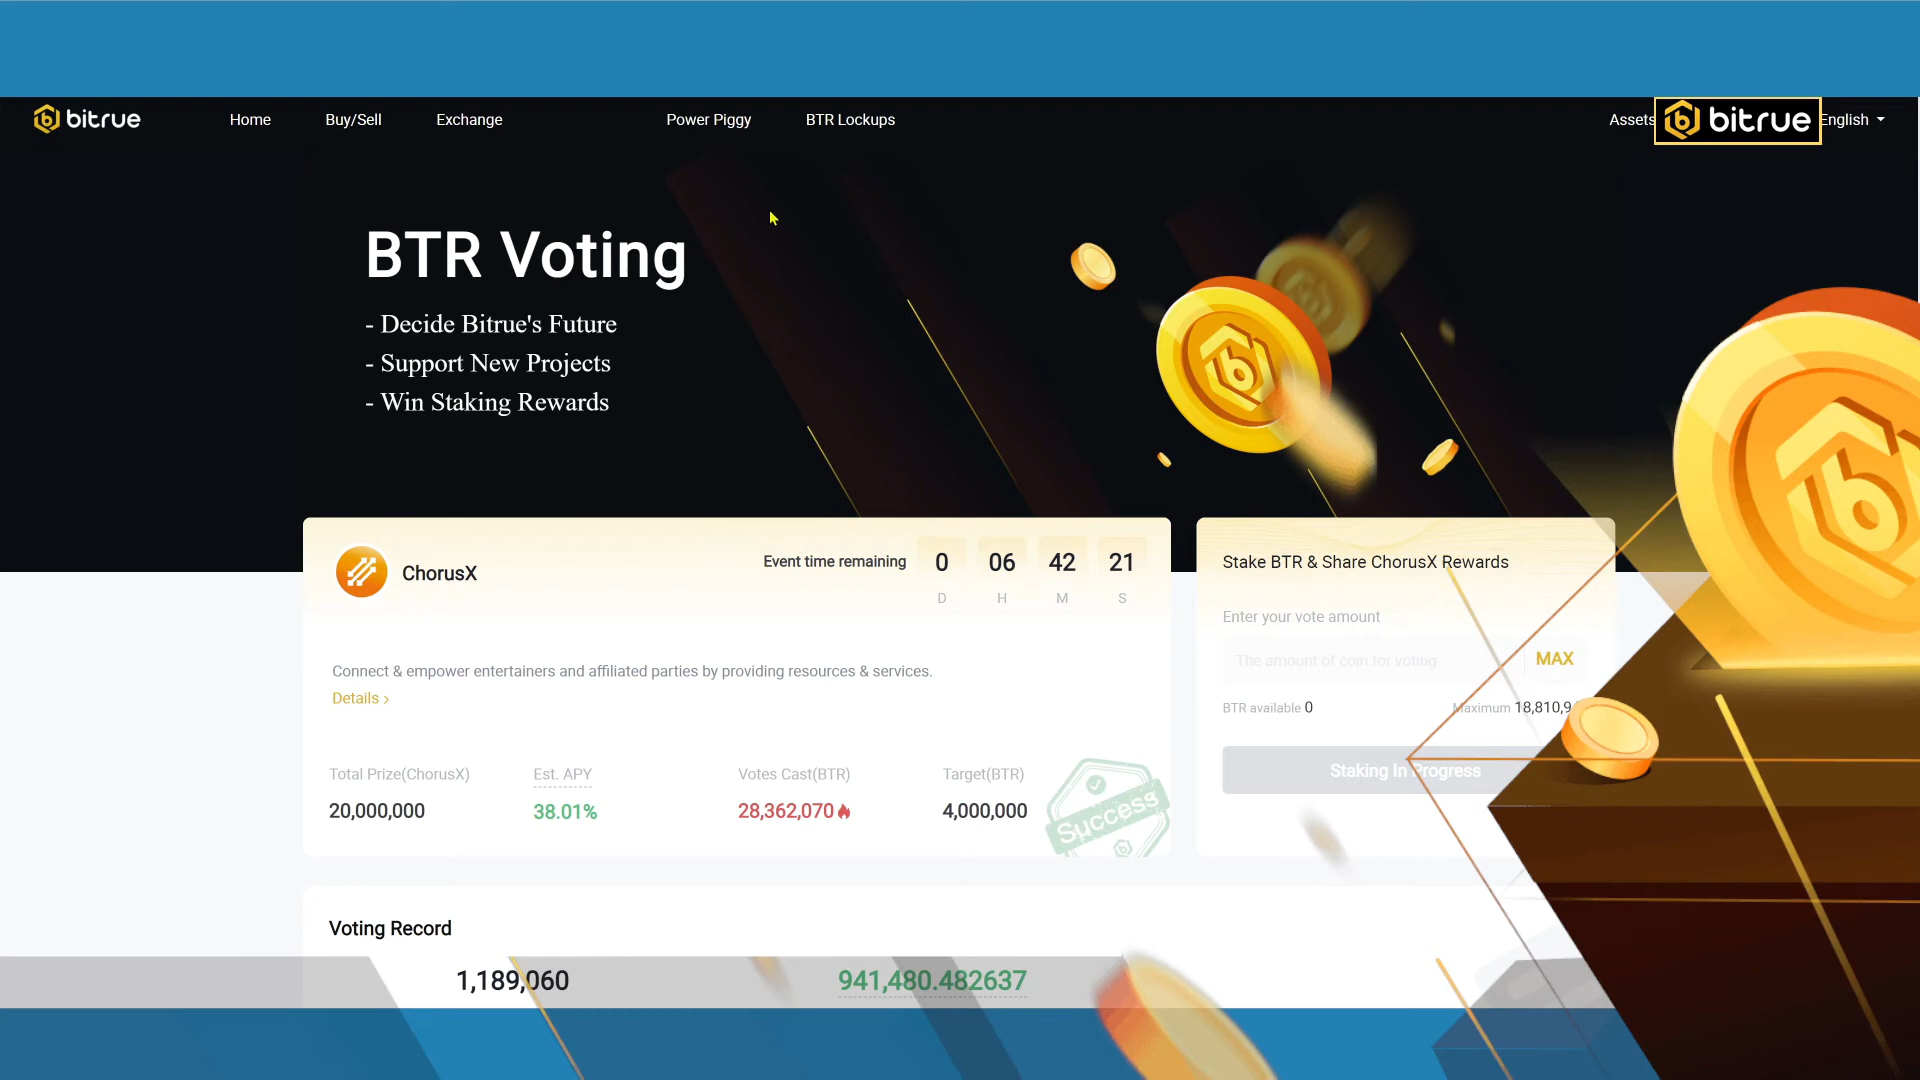 bitrue
Home
Buy/Sell
Exchange
Power Piggy
BTR Lockups
Assets
bitrue
English
BTR Voting
- Decide Bitrue's Future
- Support New Projects
- Win Staking Rewards
ChorusX
Event time remaining
0
06
42
21
D
H
M
S
Connect & empower entertainers and affiliated parties by providing resources & services.
Details >
Total Prize(ChorusX)
Est. APY
Votes Cast(BTR)
Target(BTR)
20,000,000
38.01%
28,362,070
4,000,000
Success
Stake BTR & Share ChorusX Rewards
Enter your vote amount
The amount of coin for voting
MAX
BTR available 0
Maximum 18,810,9
Staking In Progress
Voting Record
1,189,060
941,480.482637